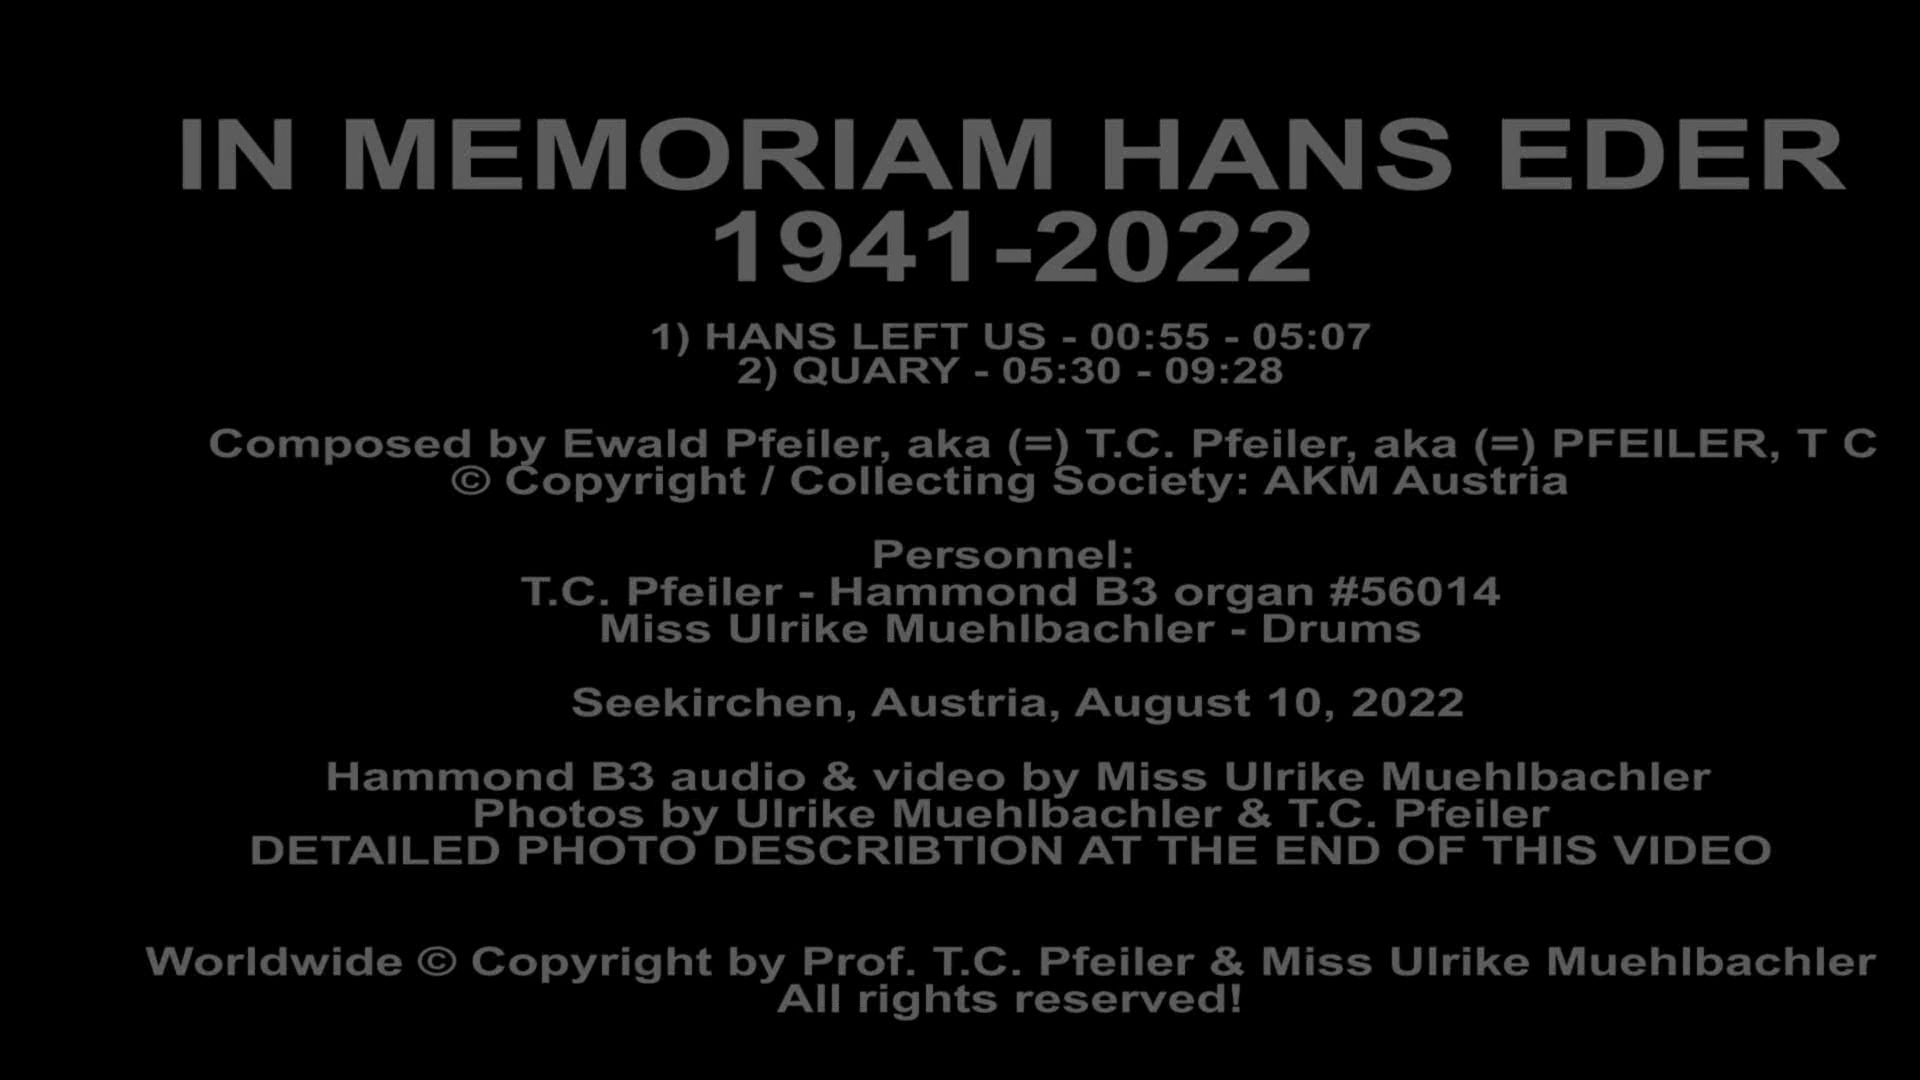 IN MEMORIAM HANS EDER
1941-2022
1) HANS LEFT US - 00:55 - 05:07
2) QUARY - 05:30 - 09:28
Composed by Ewald Pfeiler, aka (=) T.C. Pfeiler, aka (=) PFEILER, T C
© Copyright / Collecting Society: AKM Austria
Personnel:
T.C. Pfeiler - Hammond B3 organ #56014
Miss Ulrike Muehlbachler - Drums
Seekirchen, Austria, August 10, 2022
Hammond B3 audio & video by Miss Ulrike Muehlbachler
Photos by Ulrike Muehlbachler & T.C. Pfeiler
DETAILED PHOTO DESCRIBTION AT THE END OF THIS VIDEO
Worldwide © Copyright by Prof. T.C. Pfeiler & Miss Ulrike Muehlbachler
All rights reserved!